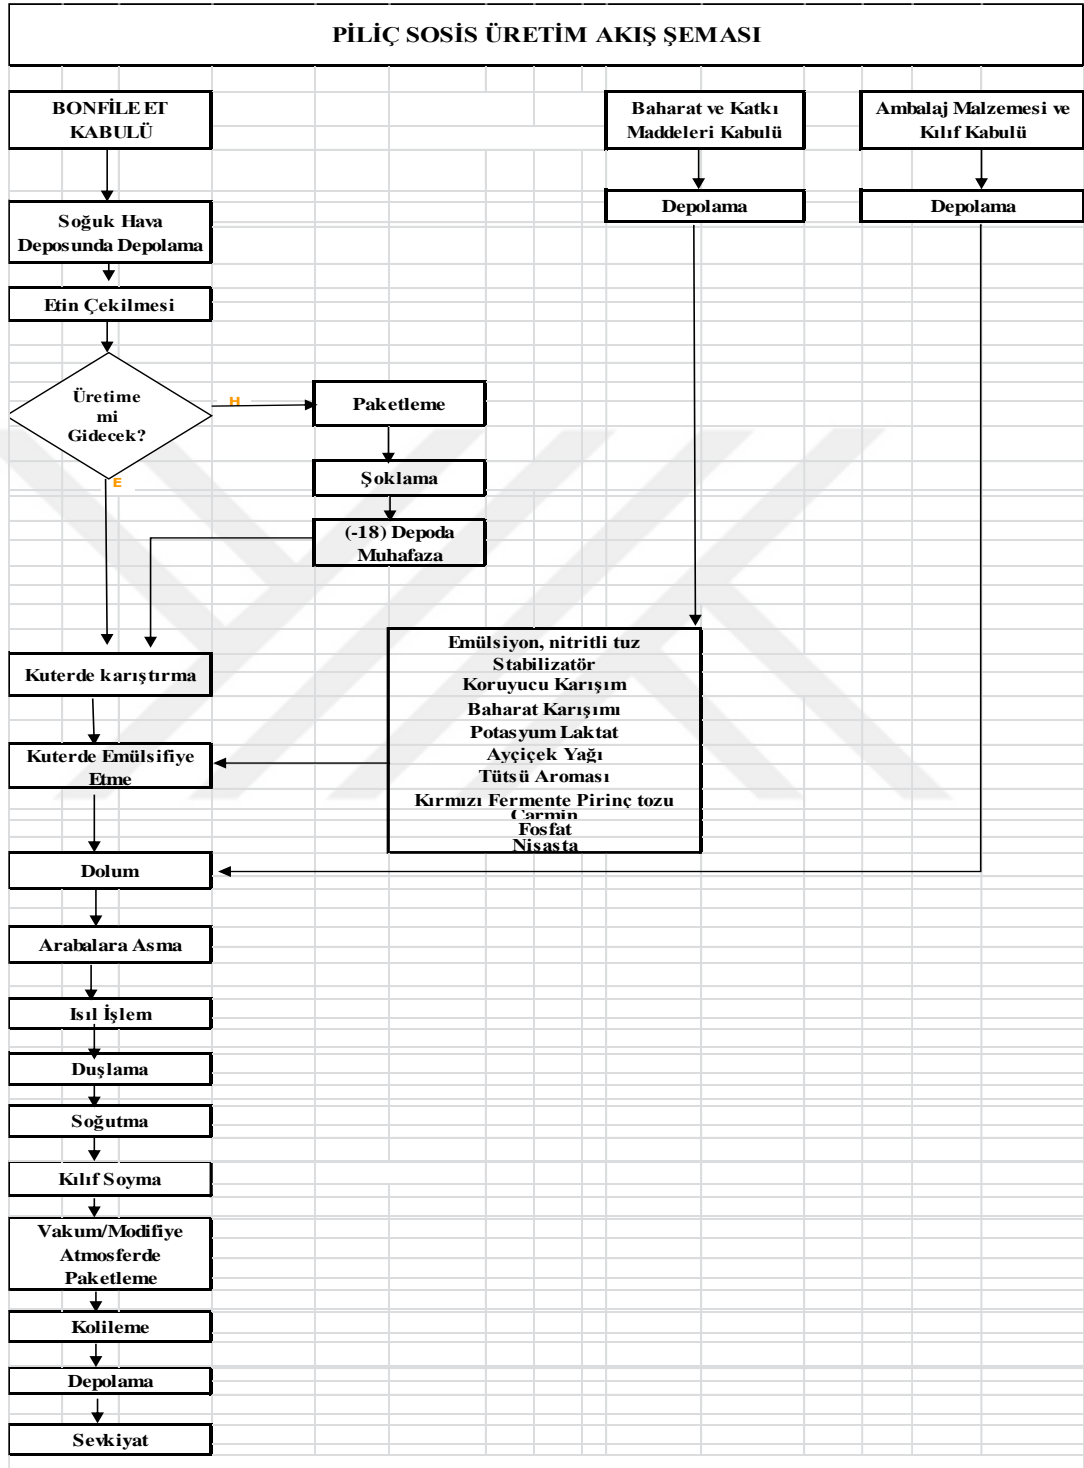 PİLİÇ SOSİS ÜRETİM AKIŞ ŞEMASI
BONFİLE ET
KABULÜ
Baharat ve Katkı
Maddeleri Kabulü
Ambalaj Malzemesi ve
Kılıf Kabulü
Soğuk Hava
Deposunda Depolama
Depolama
Depolama
Etin Çekilmesi
Üretime
mi
Gidecek?
H
E
Paketleme
Şoklama
(-18) Depoda
Muhafaza
Kuterde karıştırma
Emülsiyon, nitritli tuz
Stabilizatör
Koruyucu Karışım
Baharat Karışımı
Potasyum Laktat
Ayçiçek Yağı
Tütsü Aroması
Kırmızı Fermente Pirinç tozu
Carmin
Fosfat
Nişasta
Kuterde Emülsifiye
Etme
Dolum
Arabalara Asma
Isıl İşlem
Duşlama
Soğutma
Kılıf Soyma
Vakum/Modifiye
Atmosferde
Paketleme
Kolileme
Depolama
Sevkiyat